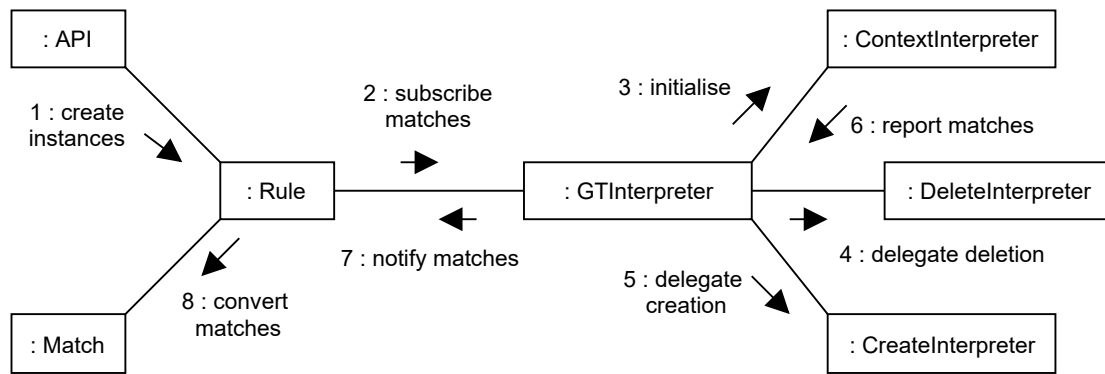 : API
: ContextInterpreter
1 : create
instances
2 : subscribe
matches
3 : initialise
6 : report matches
: Rule
: GTInterpreter
: DeleteInterpreter
7 : notify matches
4 : delegate deletion
8 : convert
matches
5 : delegate
creation
: Match
: CreateInterpreter